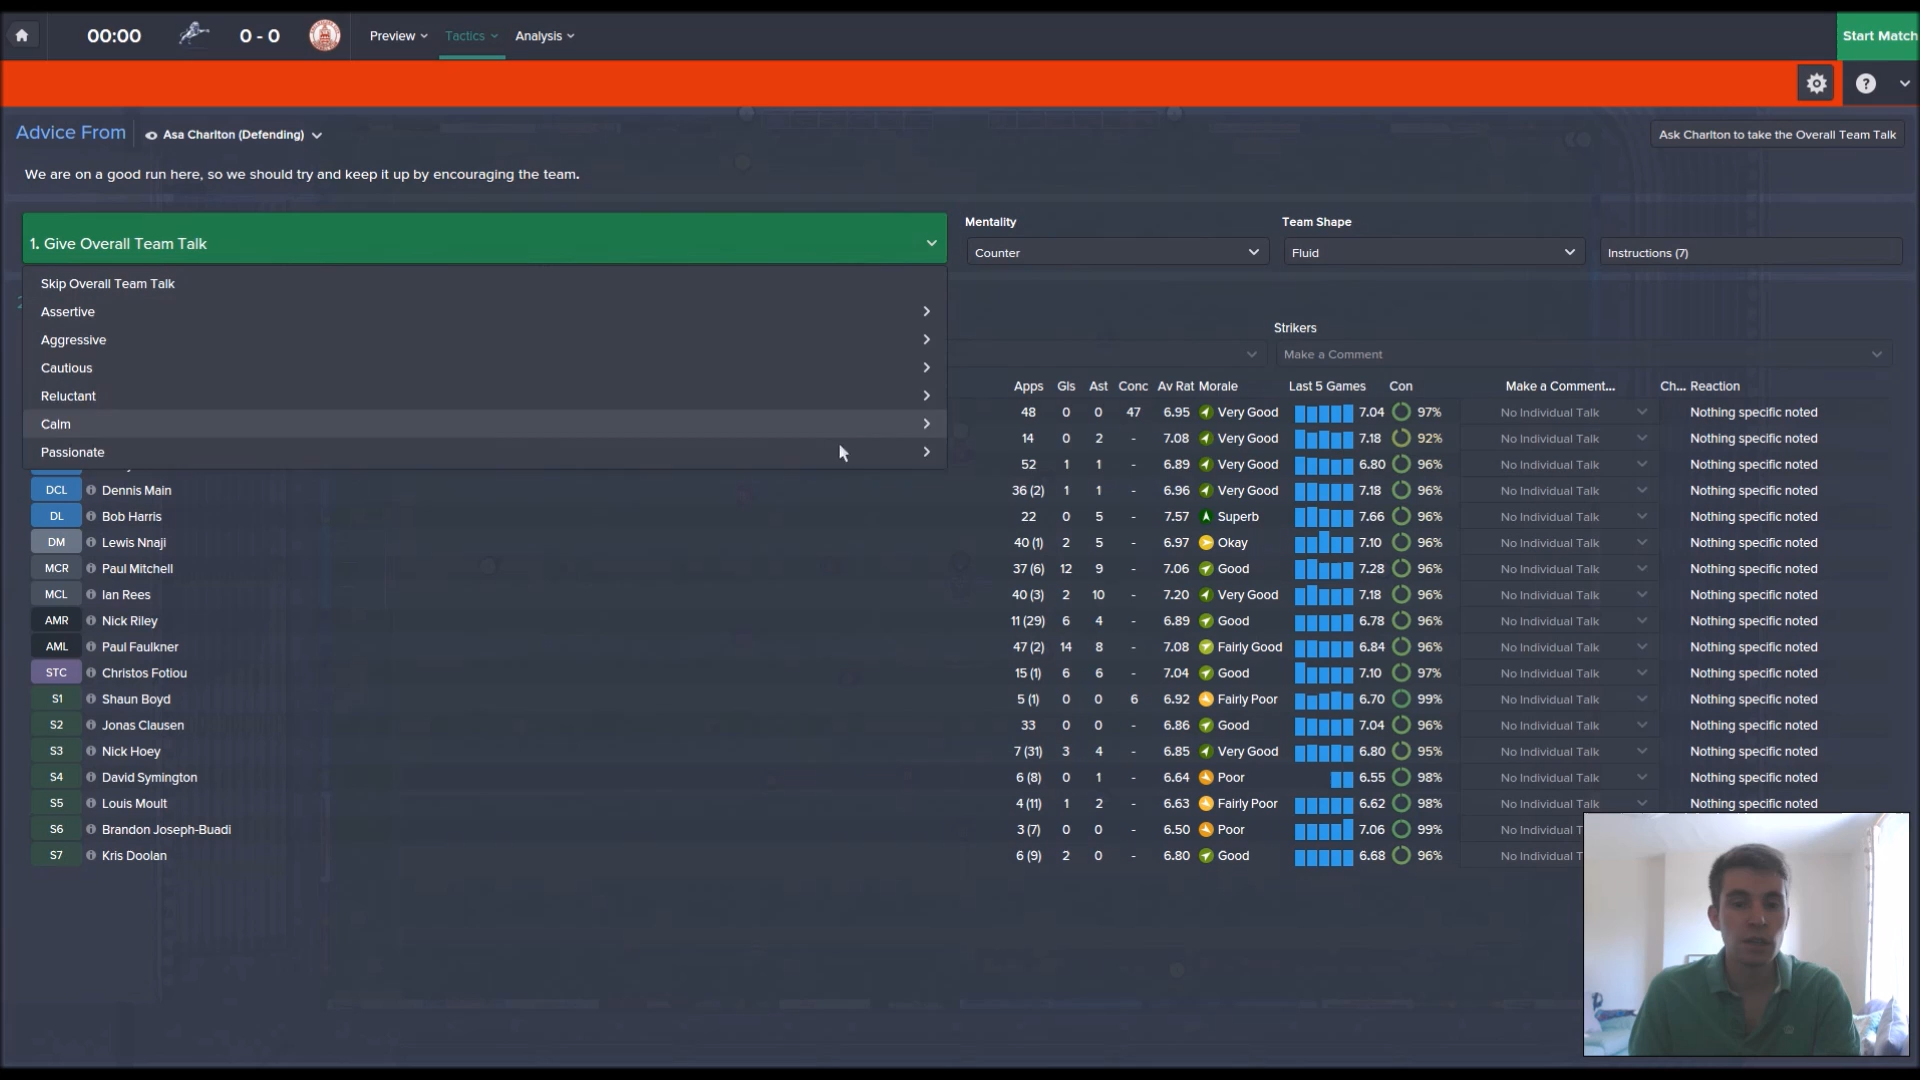 00:00 0 - 0 Preview Tactics Analysis Start Match
?
Advice From Asa Charlton (Defending) Ask Charlton to take the Overall Team Talk
We are on a good run here, so we should try and keep it up by encouraging the team.
Mentality Team Shape
1. Give Overall Team Talk Counter Fluid Instructions (7)
Skip Overall Team Talk
Assertive
Strikers
Aggressive
Make a Comment
Cautious
Apps Gls Ast Conc Av Rat Morale Last 5 Games Con Make a Comment... Ch... Reaction
Reluctant
48 0 0 47 6.95 Very Good 7.04 97% No Individual Talk Nothing specific noted
Calm
14 0 2 - 7.08 Very Good 7.18 92% No Individual Talk Nothing specific noted
Passionate
52 1 1 - 6.89 Very Good 6.80 96% No Individual Talk Nothing specific noted
DCL Dennis Main 36 (2) 1 1 - 6.96 Very Good 7.18 96% No Individual Talk Nothing specific noted
DL Bob Harris 22 0 5 - 7.57 Superb 7.66 96% No Individual Talk Nothing specific noted
DM Lewis Nnaji 40 (1) 2 5 - 6.97 Okay 7.10 96% No Individual Talk Nothing specific noted
MCR Paul Mitchell 37 (6) 12 9 - 7.06 Good 7.28 96% No Individual Talk Nothing specific noted
MCL Ian Rees 40 (3) 2 10 - 7.20 Very Good 7.18 96% No Individual Talk Nothing specific noted
AMR Nick Riley 11 (29) 6 4 - 6.89 Good 6.78 96% No Individual Talk Nothing specific noted
AML Paul Faulkner 47 (2) 14 8 - 7.08 Fairly Good 6.84 96% No Individual Talk Nothing specific noted
STC Christos Fotiou 15 (1) 6 6 - 7.04 Good 7.10 97% No Individual Talk Nothing specific noted
S1 Shaun Boyd 5 (1) 0 0 6 6.92 Fairly Poor 6.70 99% No Individual Talk Nothing specific noted
S2 Jonas Clausen 33 0 0 - 6.86 Good 7.04 96% No Individual Talk Nothing specific noted
S3 Nick Hoey 7 (31) 3 4 - 6.85 Very Good 6.80 95% No Individual Talk Nothing specific noted
S4 David Symington 6 (8) 0 1 - 6.64 Poor 6.55 98% No Individual Talk Nothing specific noted
S5 Louis Moult 4 (11) 1 2 - 6.63 Fairly Poor 6.62 98% No Individual Talk Nothing specific noted
S6 Brandon Joseph-Buadi 3 (7) 0 0 - 6.50 Poor 7.06 99% No Individual T
S7 Kris Doolan 6 (9) 2 0 - 6.80 Good 6.68 96% No Individual T